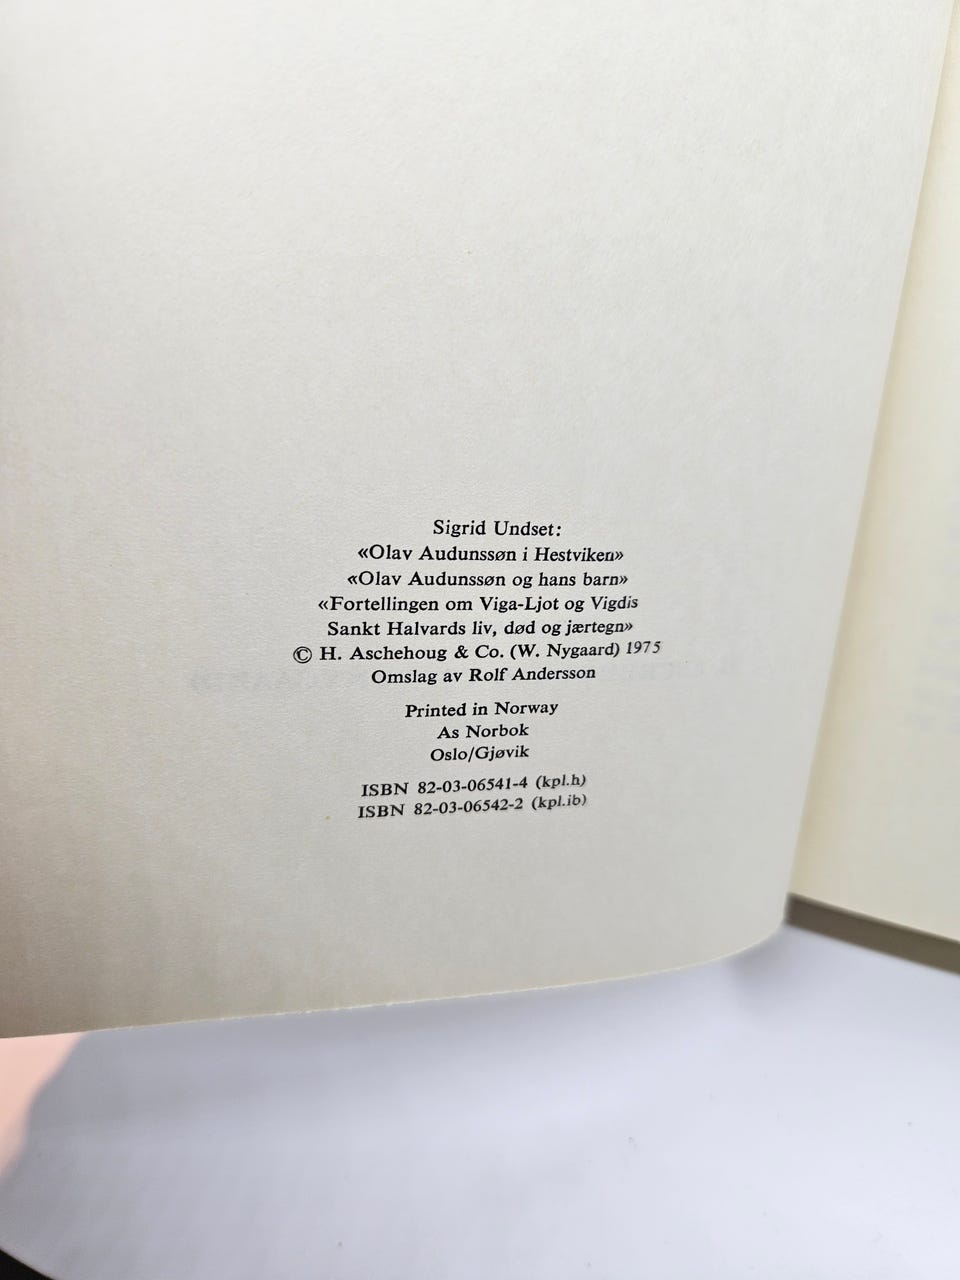 Sigrid Undset:
«Olav Audunssøn i Hestviken»
«Olav Audunssøn og hans barn»
«Fortellingen om Viga-Ljot og Vigdis
Sankt Halvards liv, død og jærtegn»
© H. Aschehoug & Co. (W. Nygaard) 1975
Omslag av Rolf Andersson
Printed in Norway
As Norbok
Oslo/Gjøvik
ISBN 82-03-06541-4 (kpl.h)
ISBN 82-03-06542-2 (kpl.ib)